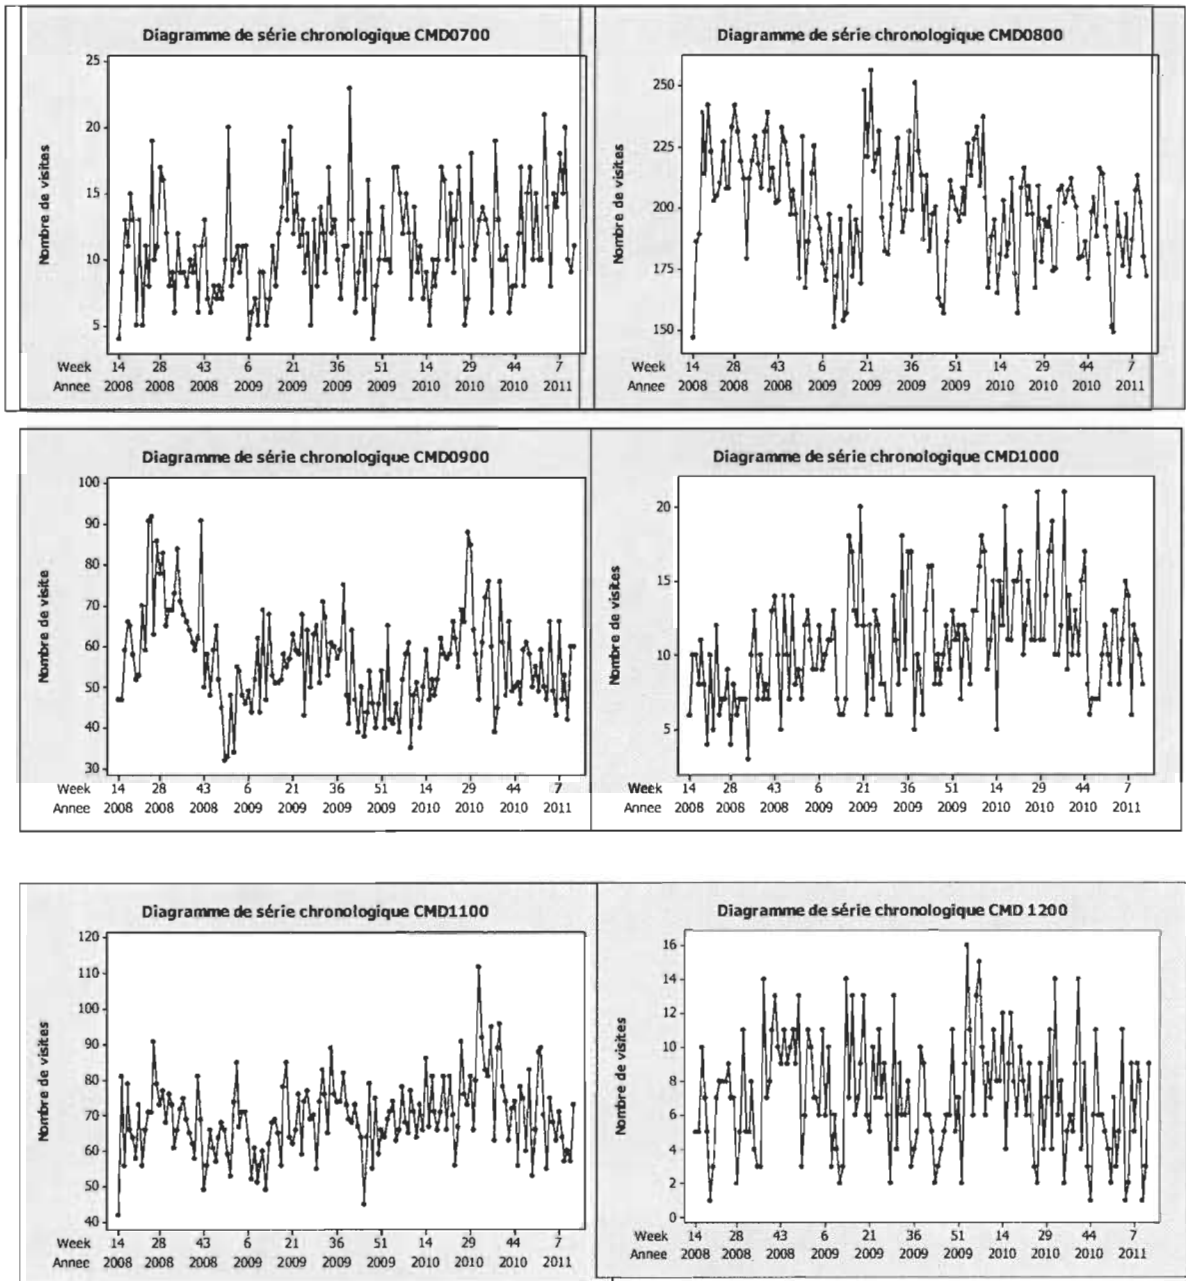 Diagramme de série chronologique CMD0700
25
20
15
10
5
Nombre de visites
Week 14 28 43 6 21 36 51 14 29 44 7
Annee 2008 2008 2008 2009 2009 2009 2009 2010 2010 2010 2011
Diagramme de série chronologique CMD0800
250
225
200
175
150
Nombre de visites
Week 14 28 43 6 21 36 51 14 29 44 7
Annee 2008 2008 2008 2009 2009 2009 2009 2010 2010 2010 2011
Diagramme de série chronologique CMD0900
100
90
80
70
60
50
40
30
Nombre de visite
Week 14 28 43 6 21 36 51 14 29 44 7
Annee 2008 2008 2008 2009 2009 2009 2009 2010 2010 2010 2011
Diagramme de série chronologique CMD1000
20
15
10
5
Nombre de visites
Week 14 28 43 6 21 36 51 14 29 44 7
Annee 2008 2008 2008 2009 2009 2009 2009 2010 2010 2010 2011
Diagramme de série chronologique CMD1100
120
110
100
90
80
70
60
50
40
Nombre de visites
Week 14 28 43 6 21 36 51 14 29 44 7
Annee 2008 2008 2008 2009 2009 2009 2009 2010 2010 2010 2011
Diagramme de série chronologique CMD 1200
16
14
12
10
8
6
4
2
0
Nombre de visites
Week 14 28 43 6 21 36 51 14 29 44 7
Annee 2008 2008 2008 2009 2009 2009 2009 2010 2010 2010 2011